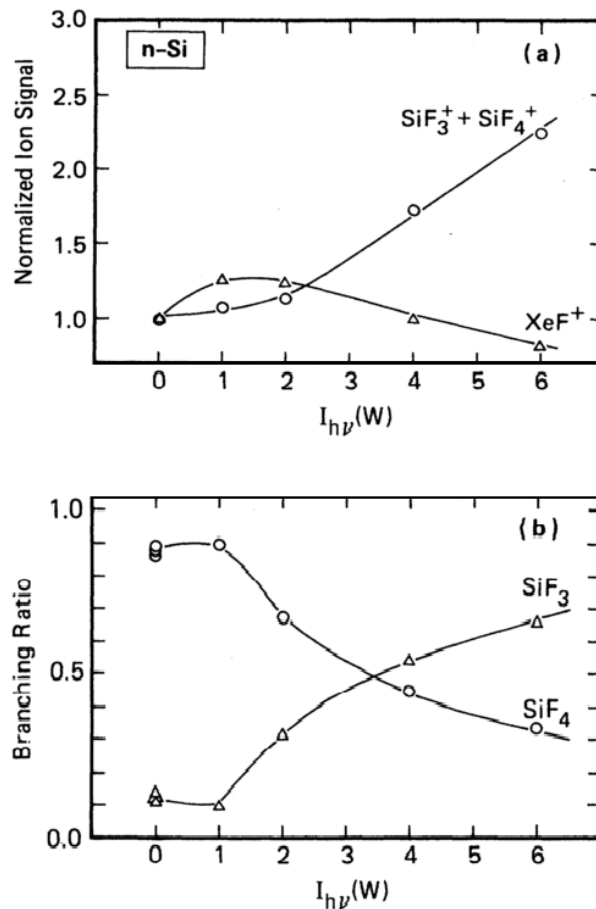 3.0
n-Si
(a)
2.5
SiF₃⁺ + SiF₄⁺
2.0
1.5
1.0
XeF⁺
Normalized Ion Signal
0 1 2 3 4 5 6
I_hν(W)
1.0
(b)
SiF₃
0.5
SiF₄
0.0
Branching Ratio
0 1 2 3 4 5 6
I_hν(W)